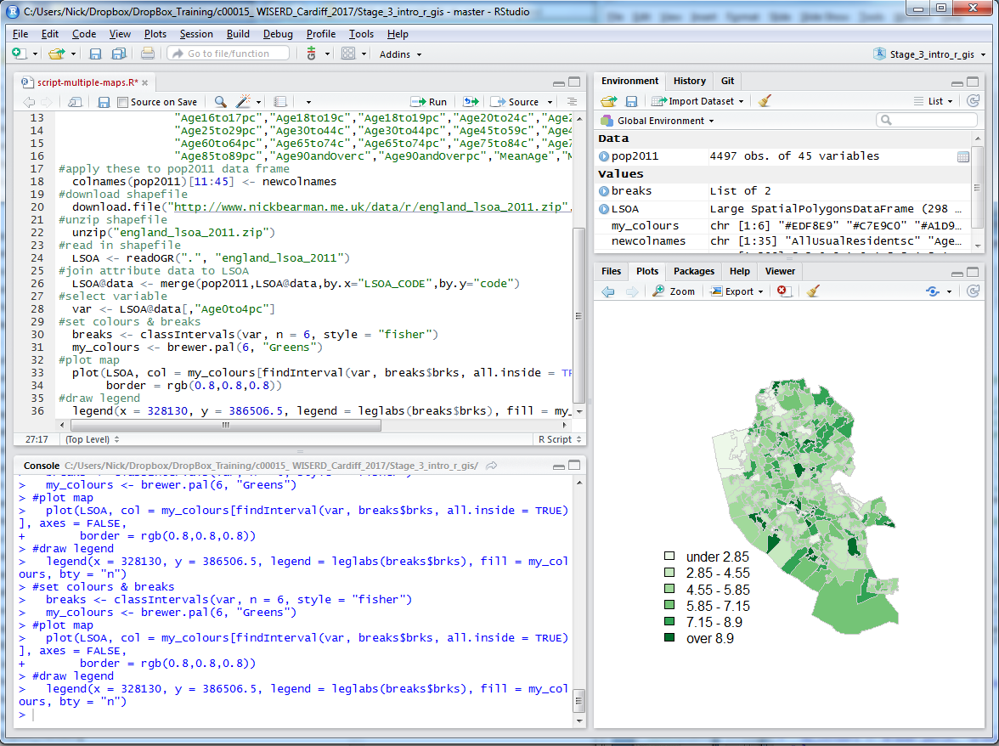 C:/Users/Nick/Dropbox/DropBox_Training/c00015_ WISERD_Cardiff_2017/Stage_3_intro_r_gis - master - RStudio
File Edit Code View Plots Session Build Debug Profile Tools Help
Go to file/function Addins Stage_3_intro_r_gis
script-multiple-maps.R*
Source on Save Run Source
13 "Age16to17pc","Age18to19c","Age18to19pc","Age20to24c","Age2
14 "Age25to29pc","Age30to44c","Age30to44pc","Age45to59c","Age4
15 "Age60to64pc","Age65to74c","Age65to74pc","Age75to84c","Age7
16 "Age85to89pc","Age90andOverc","Age90andOverpc","MeanAge","M
17 #apply these to pop2011 data frame
18 colnames(pop2011)[11:45] <- newcolnames
19 #download shapefile
20 download.file("http://www.nickbearman.me.uk/data/r/england_lsoa_2011.zip",
21 #unzip shapefile
22 unzip("england_lsoa_2011.zip")
23 #read in shapefile
24 LSOA <- readOGR(".", "england_lsoa_2011")
25 #join attribute data to LSOA
26 LSOA@data <- merge(pop2011,LSOA@data,by.x="LSOA_CODE",by.y="code")
27 #select variable
28 var <- LSOA@data[,"Age0to4pc"]
29 #set colours & breaks
30 breaks <- classIntervals(var, n = 6, style = "fisher")
31 my_colours <- brewer.pal(6, "Greens")
32 #plot map
33 plot(LSOA, col = my_colours[findInterval(var, breaks$brks, all.inside = TR
34 border = rgb(0.8,0.8,0.8))
35 #draw legend
36 legend(x = 328130, y = 386506.5, legend = leglabs(breaks$brks), fill = my_
27:17 (Top Level) R Script
Console C:/Users/Nick/Dropbox/DropBox_Training/c00015_ WISERD_Cardiff_2017/Stage_3_intro_r_gis/
> my_colours <- brewer.pal(6, "Greens")
> #plot map
> plot(LSOA, col = my_colours[findInterval(var, breaks$brks, all.inside = TRUE)
], axes = FALSE,
+ border = rgb(0.8,0.8,0.8))
> #draw legend
> legend(x = 328130, y = 386506.5, legend = leglabs(breaks$brks), fill = my_col
ours, bty = "n")
> #set colours & breaks
> breaks <- classIntervals(var, n = 6, style = "fisher")
> my_colours <- brewer.pal(6, "Greens")
> #plot map
> plot(LSOA, col = my_colours[findInterval(var, breaks$brks, all.inside = TRUE)
], axes = FALSE,
+ border = rgb(0.8,0.8,0.8))
> #draw legend
> legend(x = 328130, y = 386506.5, legend = leglabs(breaks$brks), fill = my_col
ours, bty = "n")
>
Environment History Git
Import Dataset List
Global Environment
Data
pop2011 4497 obs. of 45 variables
Values
breaks List of 2
LSOA Large SpatialPolygonsDataFrame (298 ...
my_colours chr [1:6] "#EDF8E9" "#C7E9C0" "#A1D9...
newcolnames chr [1:35] "AllUsualResidentsc" "Age...
Files Plots Packages Help Viewer
Zoom Export
under 2.85
2.85 - 4.55
4.55 - 5.85
5.85 - 7.15
7.15 - 8.9
over 8.9